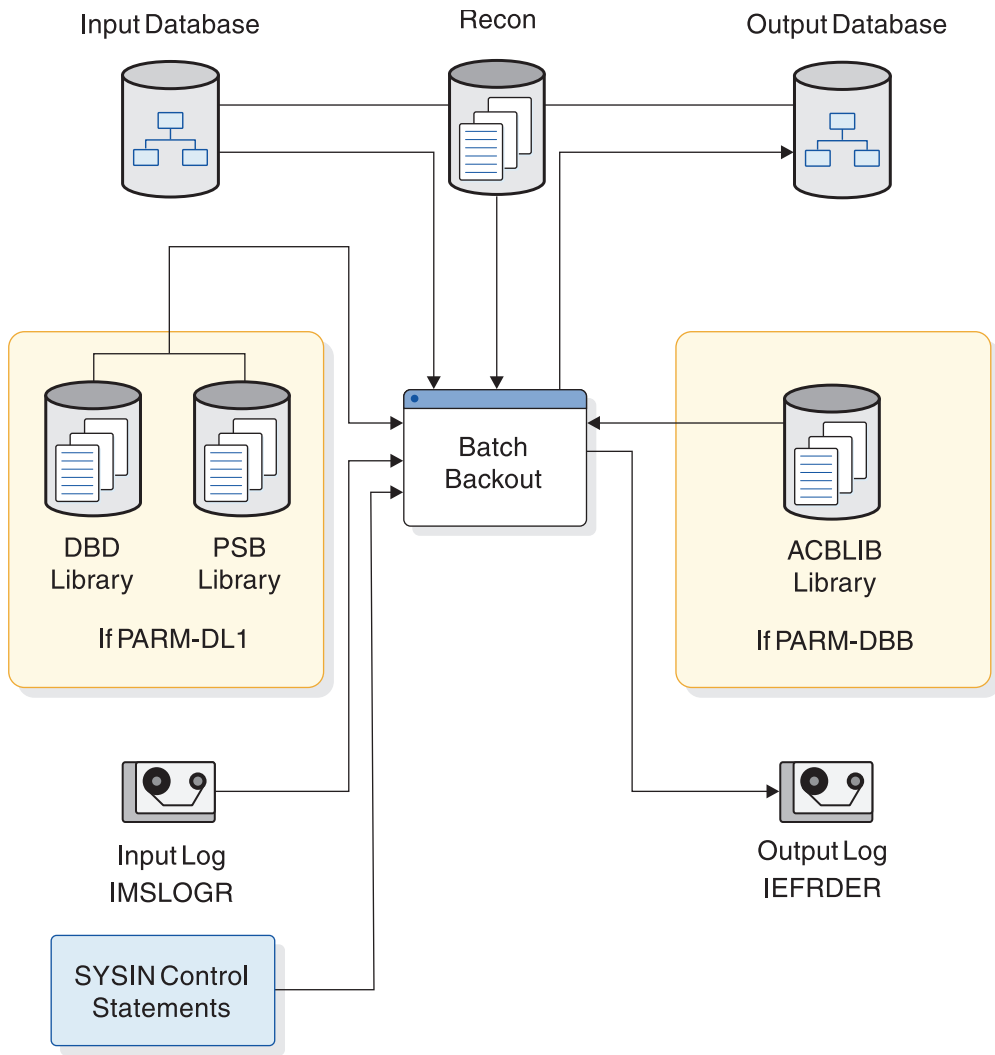 Input Database
Recon
Output Database
Batch
Backout
DBD
Library
PSB
Library
If PARM-DL1
ACBLIB
Library
If PARM-DBB
Input Log
IMSLOGR
Output Log
IEFRDER
SYSIN Control
Statements